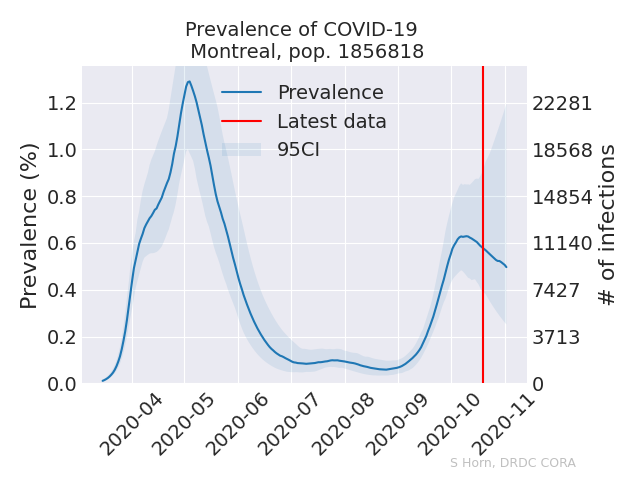 Prevalence of COVID-19
Montreal, pop. 1856818
Prevalence
Latest data
95CI
Prevalence (%)
1.2
1.0
0.8
0.6
0.4
0.2
0.0
22281
18568
14854
11140
7427
3713
0
# of infections
2020-04
2020-05
2020-06
2020-07
2020-08
2020-09
2020-10
2020-11
S Horn, DRDC CORA